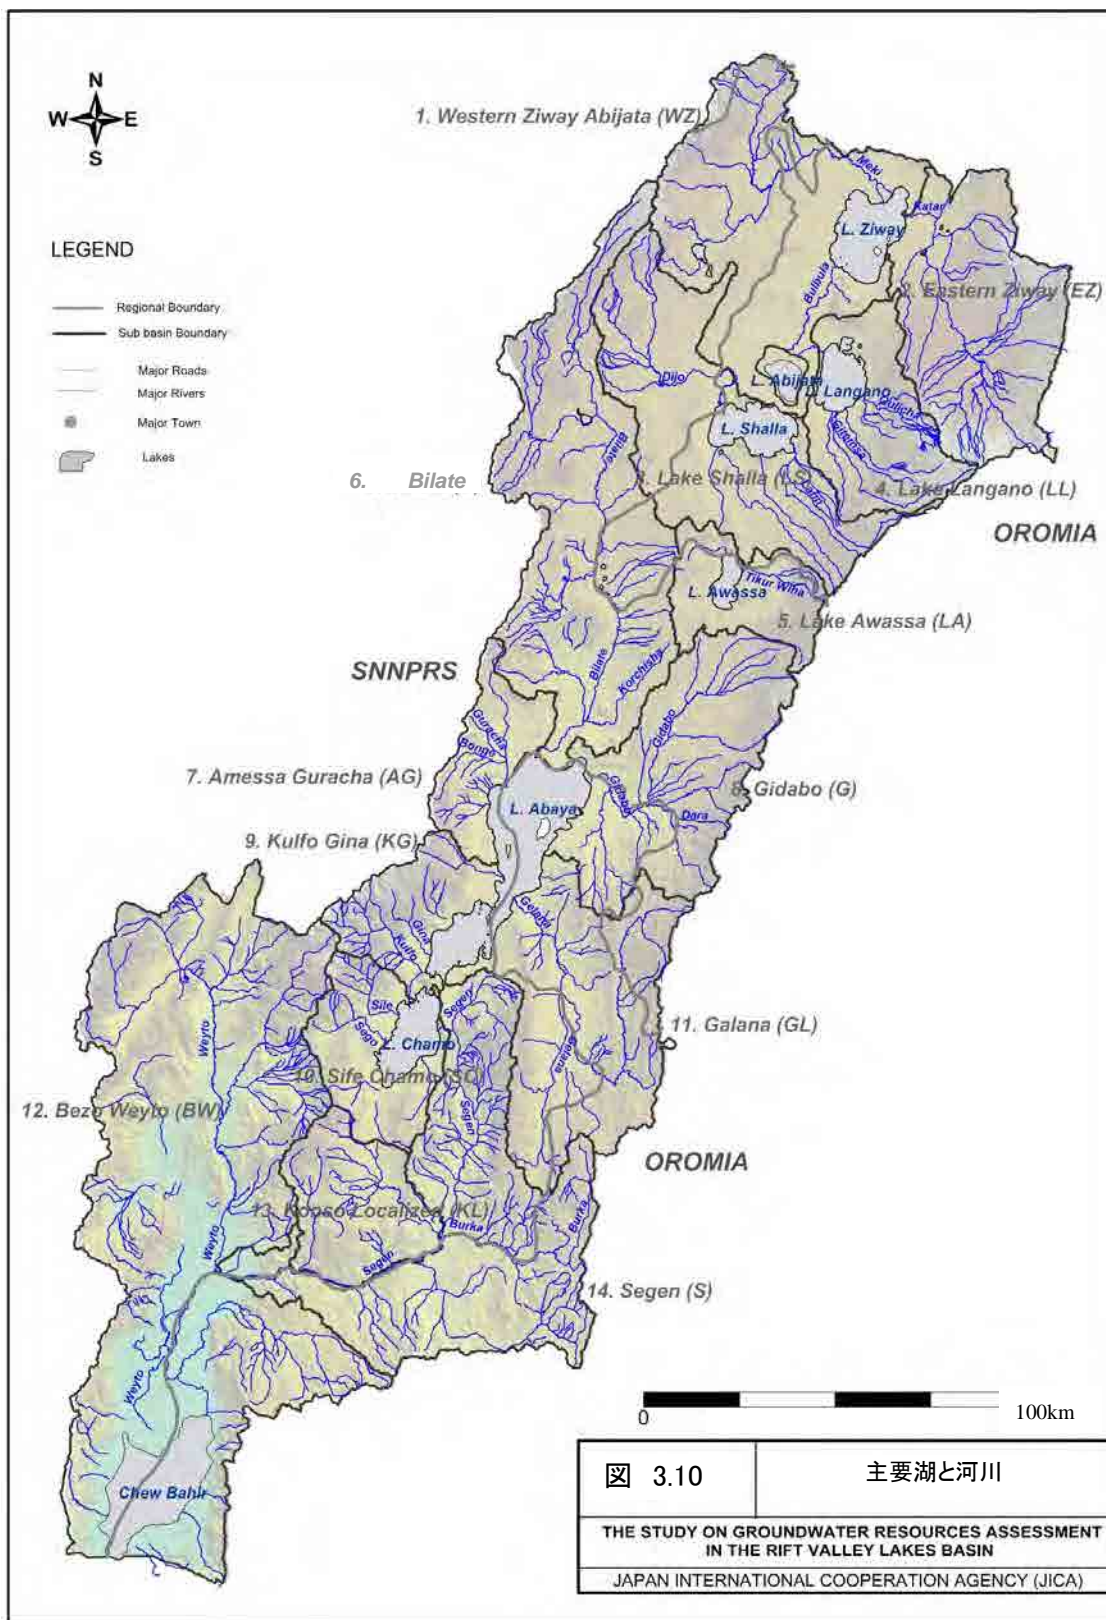 N
W E
S
1. Western Ziway Abijata (WZ)
Meki
Katar
L. Ziway
LEGEND
2. Eastern Ziway (EZ)
Bulbula
Regional Boundary
Sub basin Boundary
Major Roads
Major Rivers
Major Town
Lakes
Dijo
L. Abijata
L. Langano
Gulicha
L. Shalla
Bilate
6. Bilate
3. Lake Shalla (LS)
4. Lake Langano (LL)
OROMIA
L. Awassa
Tikur Wiha
5. Lake Awassa (LA)
SNNPRS
Bilate
Korchisha
Guracha
Bongo
Gidabo
7. Amessa Guracha (AG)
Gidabo
8. Gidabo (G)
L. Abaya
Dara
9. Kulfo Gina (KG)
Gelana
Gina
Kulfo
Segen
Sile
Sego
L. Chamo
Weyto
11. Galana (GL)
Gelana
10. Sife Chamo (SC)
12. Bezo Weyto (BW)
Segen
OROMIA
13. Konso Localized (KL)
Burka
Burka
Weyto
Segen
14. Segen (S)
Weyto
0 100km
Chew Bahir
図 3.10 主要湖と河川
THE STUDY ON GROUNDWATER RESOURCES ASSESSMENT
IN THE RIFT VALLEY LAKES BASIN
JAPAN INTERNATIONAL COOPERATION AGENCY (JICA)